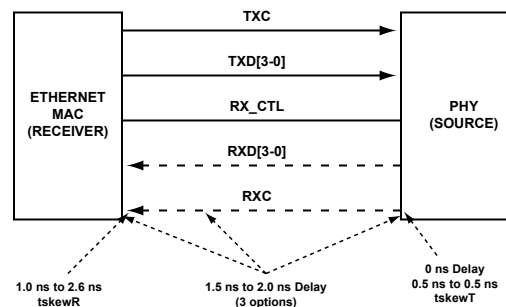 TXC
TXD[3-0]
ETHERNET
MAC
(RECEIVER)
RX_CTL
PHY
(SOURCE)
RXD[3-0]
RXC
1.0 ns to 2.6 ns
tskewR
1.5 ns to 2.0 ns Delay
(3 options)
0 ns Delay
0.5 ns to 0.5 ns
tskewT